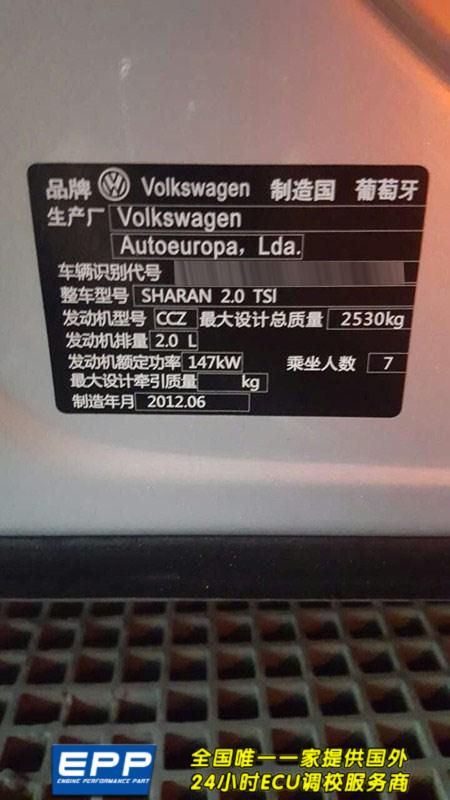 品牌 Volkswagen 制造国 葡萄牙
生产厂 Volkswagen
Autoeuropa, Lda.
车辆识别代号
整车型号 SHARAN 2.0 TSI
发动机型号 CCZ 最大设计总质量 2530kg
发动机排量 2.0 L
发动机额定功率 147kW 乘坐人数 7
最大设计牵引质量 kg
制造年月 2012.06
EPP
ENGINE PERFORMANCE PART
全国唯一一家提供国外
24小时ECU调校服务商